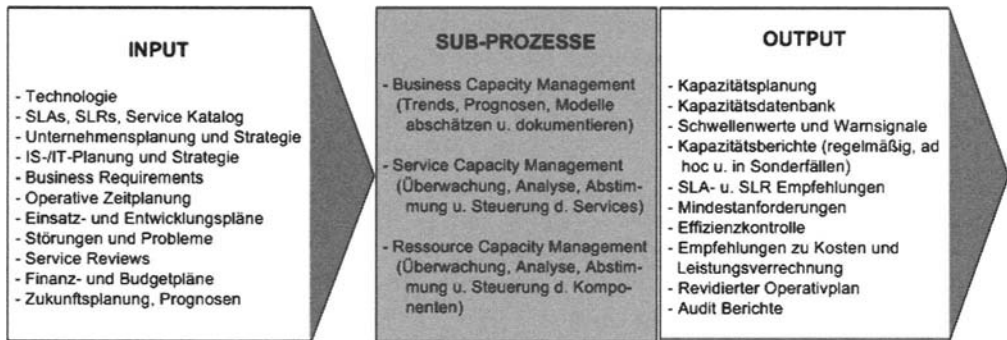 INPUT
- Technologie
- SLAs, SLRs, Service Katalog
- Unternehmensplanung und Strategie
- IS-/IT-Planung und Strategie
- Business Requirements
- Operative Zeitplanung
- Einsatz- und Entwicklungspläne
- Störungen und Probleme
- Service Reviews
- Finanz- und Budgetpläne
- Zukunftsplanung, Prognosen
SUB-PROZESSE
- Business Capacity Management
(Trends, Prognosen, Modelle
abschätzen u. dokumentieren)
- Service Capacity Management
(Überwachung, Analyse, Abstim-
mung u. Steuerung d. Services)
- Ressource Capacity Management
(Überwachung, Analyse, Abstim-
mung u. Steuerung d. Kompo-
nenten)
OUTPUT
- Kapazitätsplanung
- Kapazitätsdatenbank
- Schwellenwerte und Warnsignale
- Kapazitätsberichte (regelmäßig, ad
hoc u. in Sonderfällen)
- SLA- u. SLR Empfehlungen
- Mindestanforderungen
- Effizienzkontrolle
- Empfehlungen zu Kosten und
Leistungsverrechnung
- Revidierter Operativplan
- Audit Berichte